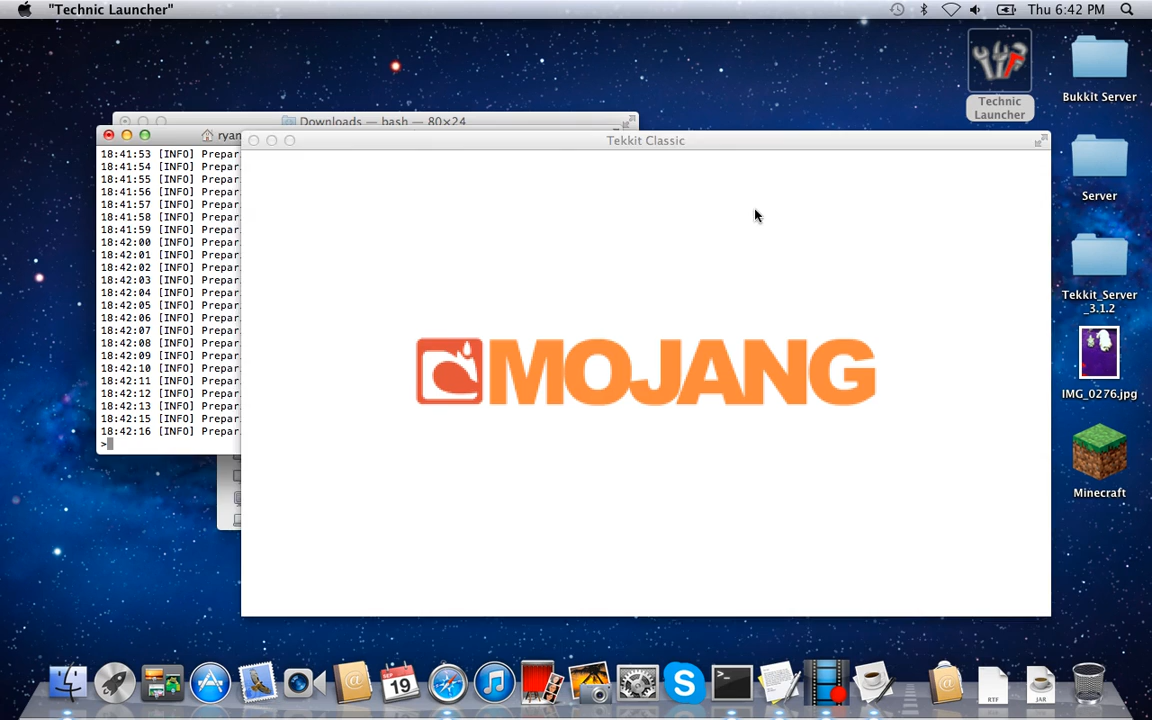 "Technic Launcher"
Thu 6:42 PM
Technic
Launcher
Bukkit Server
Downloads — bash — 80×24
ryan
Tekkit Classic
18:41:53 [INFO] Prepar
18:41:54 [INFO] Prepar
18:41:55 [INFO] Prepar
18:41:56 [INFO] Prepar
18:41:57 [INFO] Prepar
18:41:58 [INFO] Prepar
18:41:59 [INFO] Prepar
18:42:00 [INFO] Prepar
18:42:01 [INFO] Prepar
18:42:02 [INFO] Prepar
18:42:03 [INFO] Prepar
18:42:04 [INFO] Prepar
18:42:05 [INFO] Prepar
18:42:06 [INFO] Prepar
18:42:07 [INFO] Prepar
18:42:08 [INFO] Prepar
18:42:09 [INFO] Prepar
18:42:10 [INFO] Prepar
18:42:11 [INFO] Prepar
18:42:12 [INFO] Prepar
18:42:13 [INFO] Prepar
18:42:15 [INFO] Prepar
18:42:16 [INFO] Prepar
>
MOJANG
Server
Tekkit_Server
_3.1.2
IMG_0276.jpg
Minecraft
SEP
19
RTF
JAR